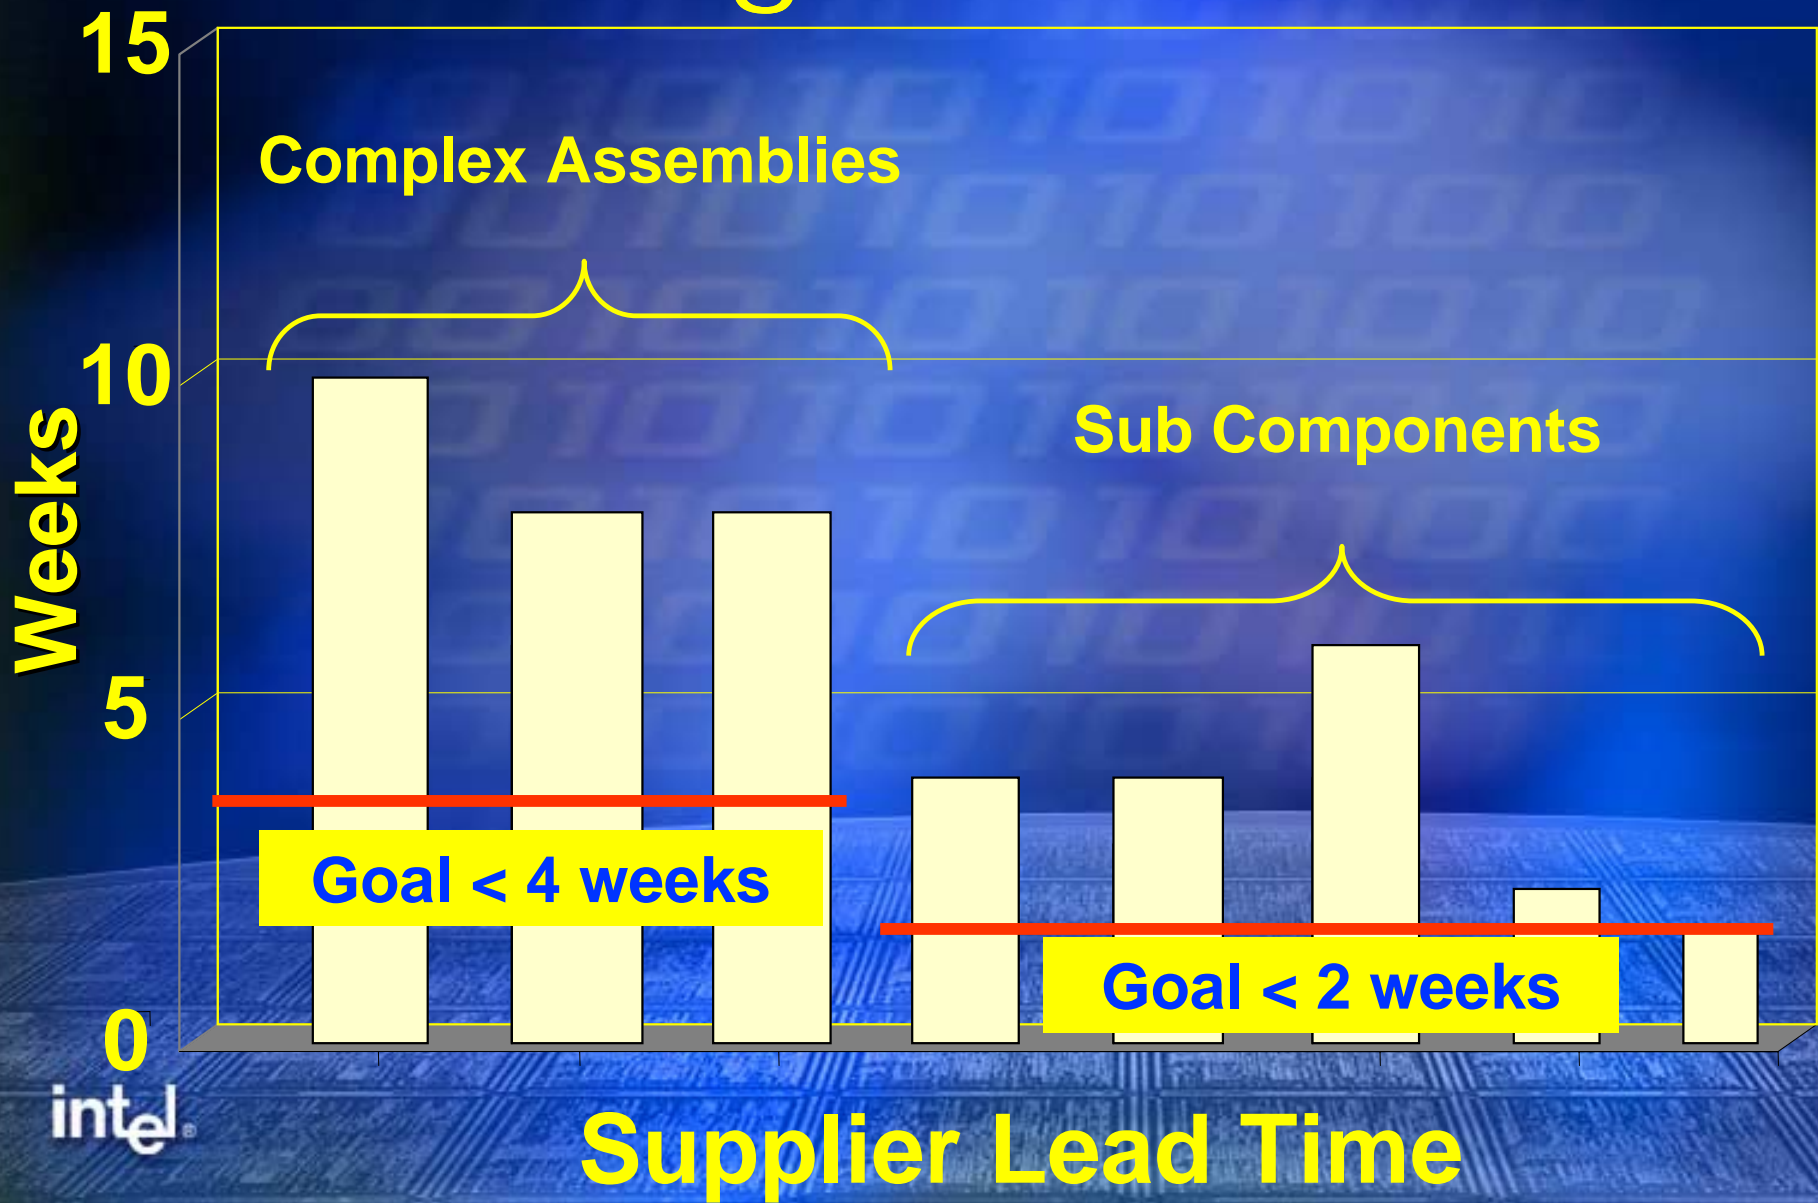 15
Complex Assemblies
10
Sub Components
Weeks
5
Goal < 4 weeks
Goal < 2 weeks
0
intel®
Supplier Lead Time